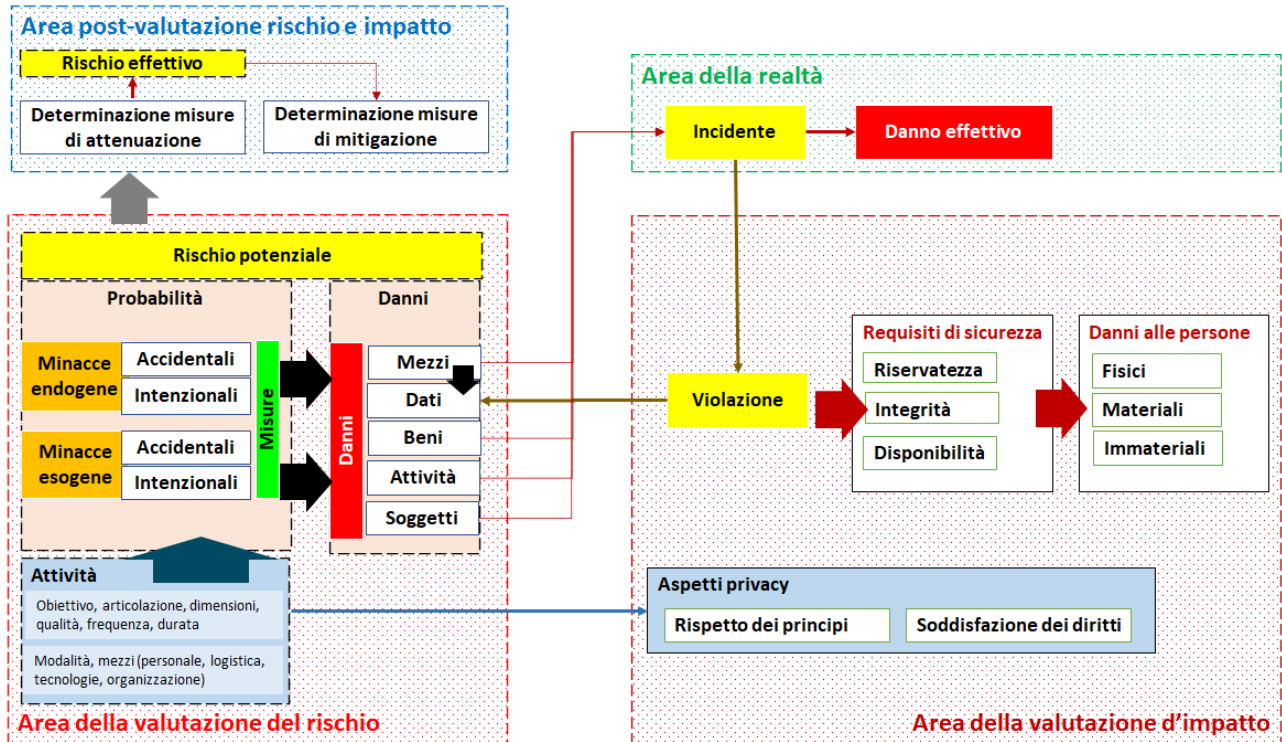 Area post-valutazione rischio e impatto
Rischio effettivo
Determinazione misure
di attenuazione
Determinazione misure
di mitigazione
Area della realtà
Incidente
Danno effettivo
Rischio potenziale
Probabilità
Minacce
endogene
Accidentali
Intenzionali
Minacce
esogene
Accidentali
Intenzionali
Misure
Danni
Danni
Mezzi
Dati
Beni
Attività
Soggetti
Attività
Obiettivo, articolazione, dimensioni,
qualità, frequenza, durata
Modalità, mezzi (personale, logistica,
tecnologie, organizzazione)
Area della valutazione del rischio
Violazione
Requisiti di sicurezza
Riservatezza
Integrità
Disponibilità
Danni alle persone
Fisici
Materiali
Immateriali
Aspetti privacy
Rispetto dei principi
Soddisfazione dei diritti
Area della valutazione d'impatto